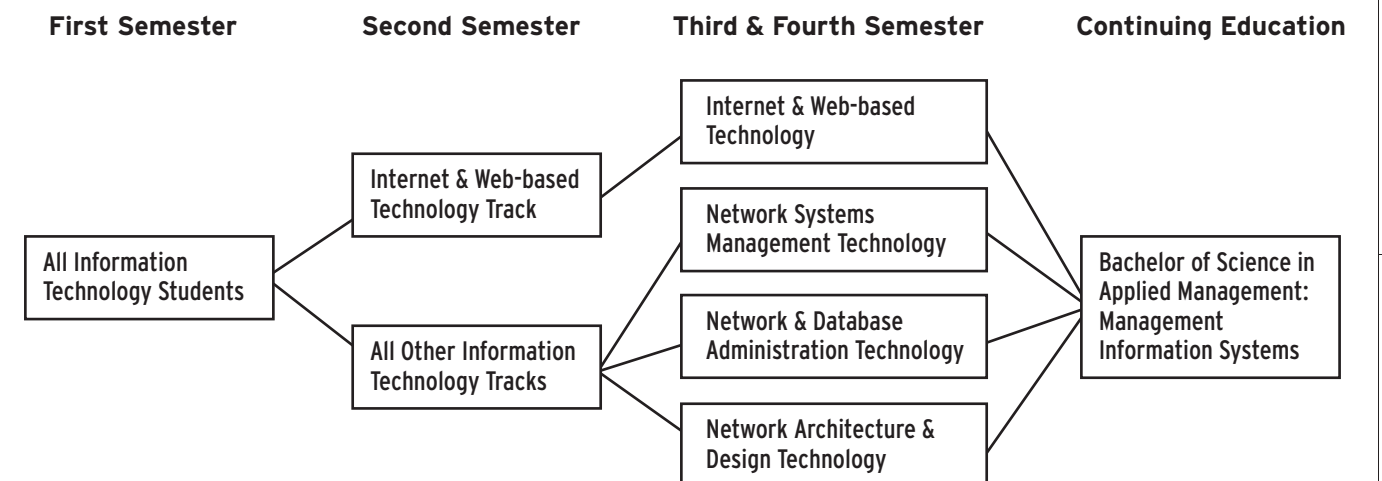 First Semester
Second Semester
Third & Fourth Semester
Continuing Education
All Information
Technology Students
Internet & Web-based
Technology Track
All Other Information
Technology Tracks
Internet & Web-based
Technology
Network Systems
Management Technology
Network & Database
Administration Technology
Network Architecture &
Design Technology
Bachelor of Science in
Applied Management:
Management
Information Systems